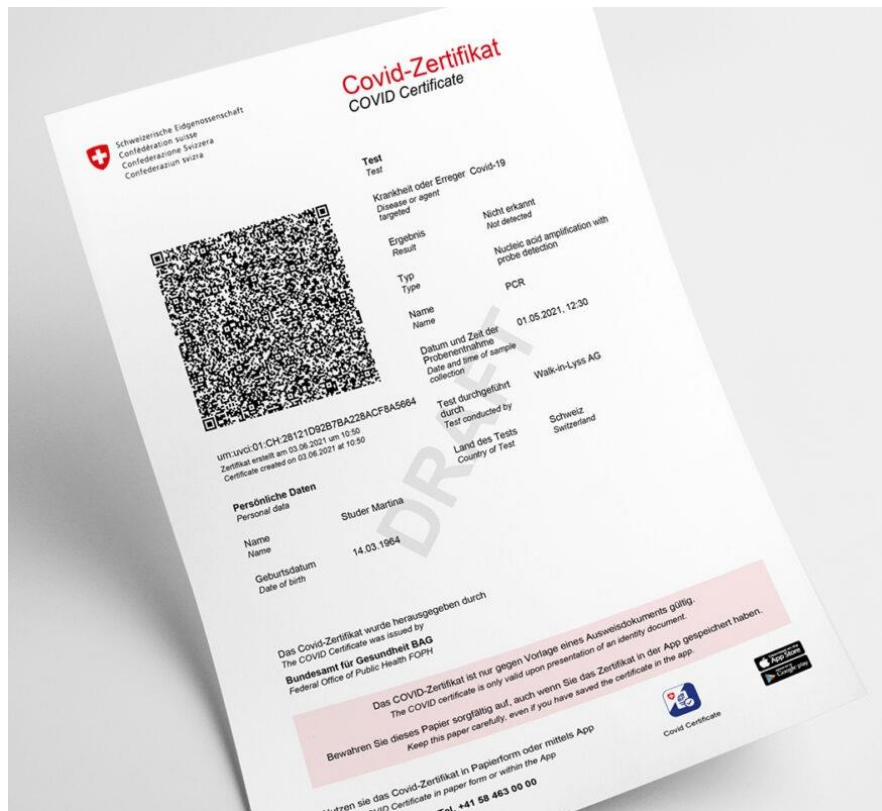 Covid-Zertifikat
COVID Certificate
Schweizerische Eidgenossenschaft
Confédération suisse
Confederazione Svizzera
Confederaziun svizra
Test
Test
Krankheit oder Erreger Covid-19
Disease or agent
targeted
Ergebnis Nicht erkannt
Result Not detected
Typ Nucleic acid amplification with
Type probe detection
Name PCR
Name
Datum und Zeit der 01.05.2021, 12:30
Probenentnahme
Date and time of sample
collection
Test durchgeführt Walk-in-Lyss AG
durch
Test conducted by
Land des Tests Schweiz
Country of Test Switzerland
um:uvci:01:CH:28121D92B7BA228ACF8A5664
Zertifikat erstellt am 03.06.2021 um 10:50
Certificate created on 03.06.2021 at 10:50
Persönliche Daten
Personal data
Name Studer Martina
Name
Geburtsdatum 14.03.1964
Date of birth
DRAFT
Das Covid-Zertifikat wurde herausgegeben durch
The COVID Certificate was issued by
Bundesamt für Gesundheit BAG
Federal Office of Public Health FOPH
Das COVID-Zertifikat ist nur gegen Vorlage eines Ausweisdokuments gültig.
The COVID certificate is only valid upon presentation of an identity document.
Bewahren Sie dieses Papier sorgfältig auf, auch wenn Sie das Zertifikat in der App gespeichert haben.
Keep this paper carefully, even if you have saved the certificate in the app.
App Store
Google play
Covid Certificate
Nutzen sie das Covid-Zertifikat in Papierform oder mittels App
COVID Certificate in paper form or within the App
Tel. +41 58 463 00 00